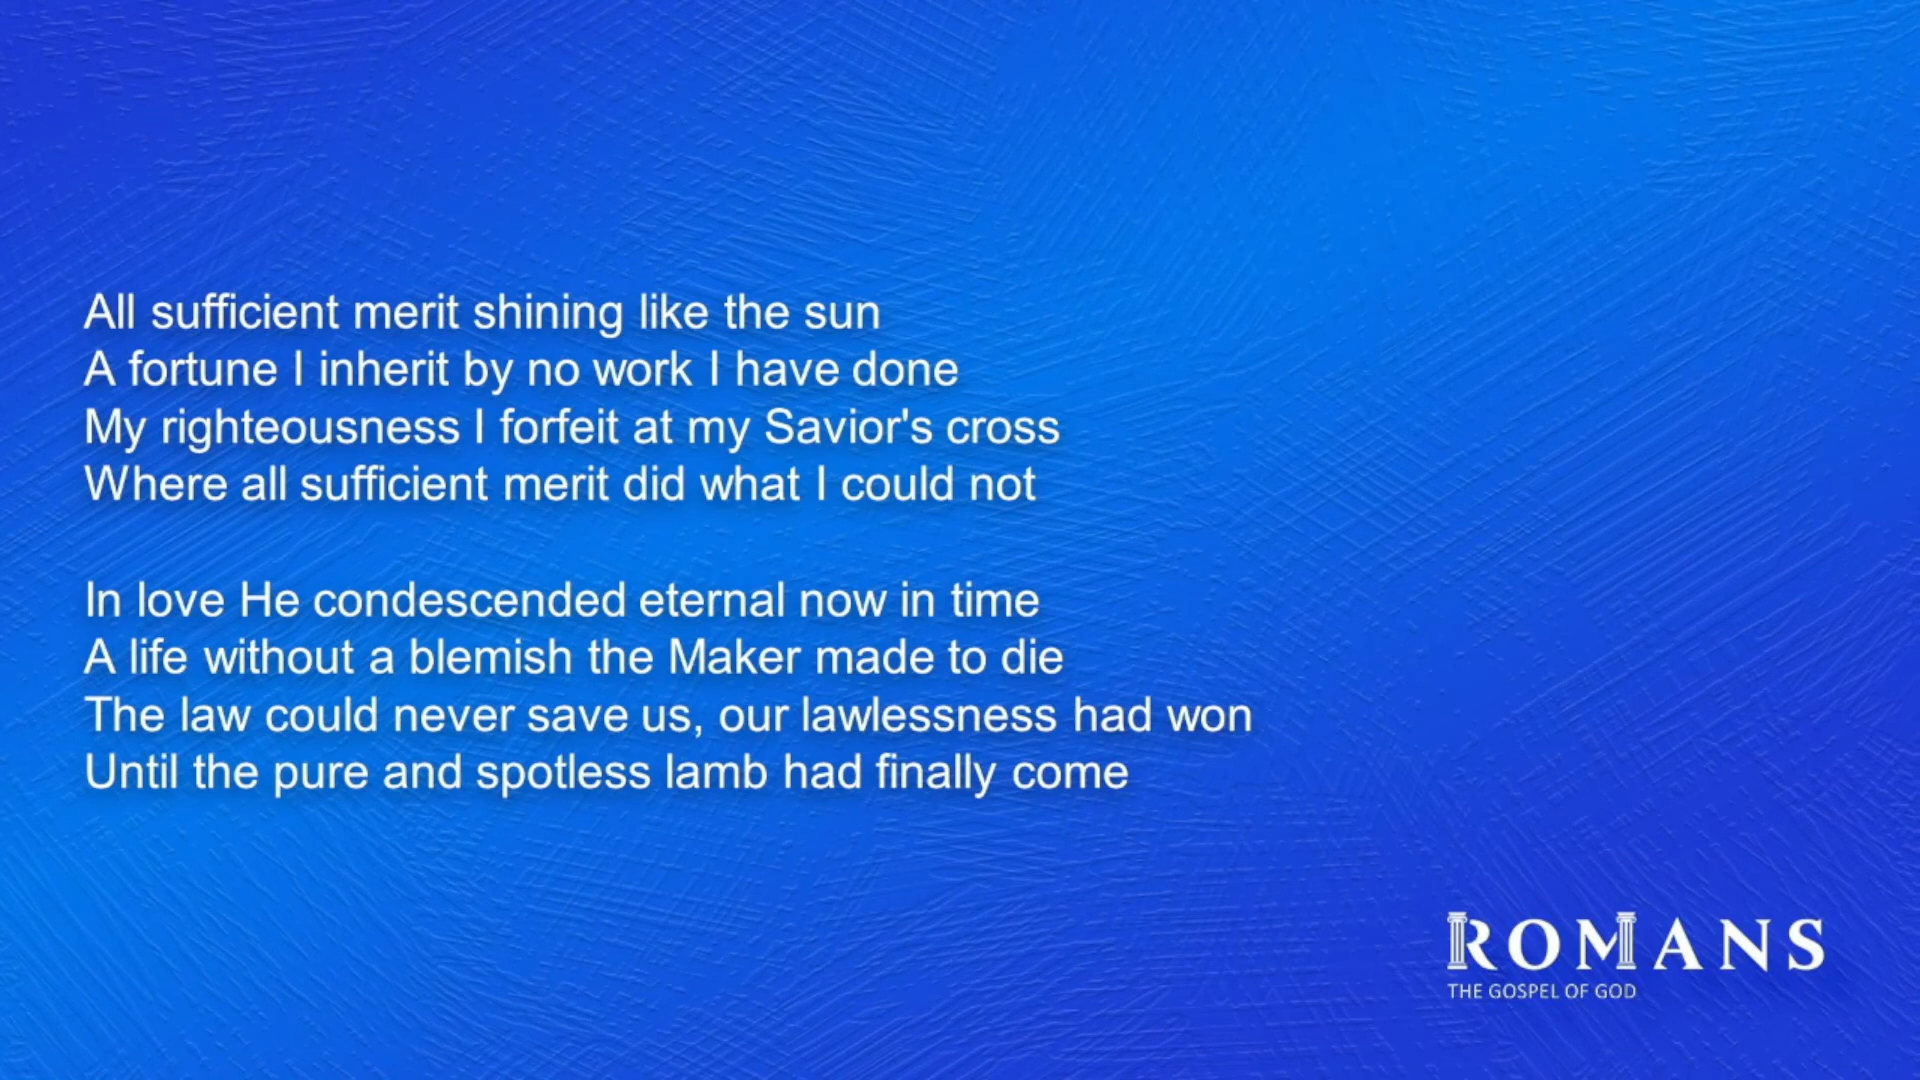 All sufficient merit shining like the sun
A fortune I inherit by no work I have done
My righteousness I forfeit at my Savior's cross
Where all sufficient merit did what I could not
In love He condescended eternal now in time
A life without a blemish the Maker made to die
The law could never save us, our lawlessness had won
Until the pure and spotless lamb had finally come
ROMANS
THE GOSPEL OF GOD